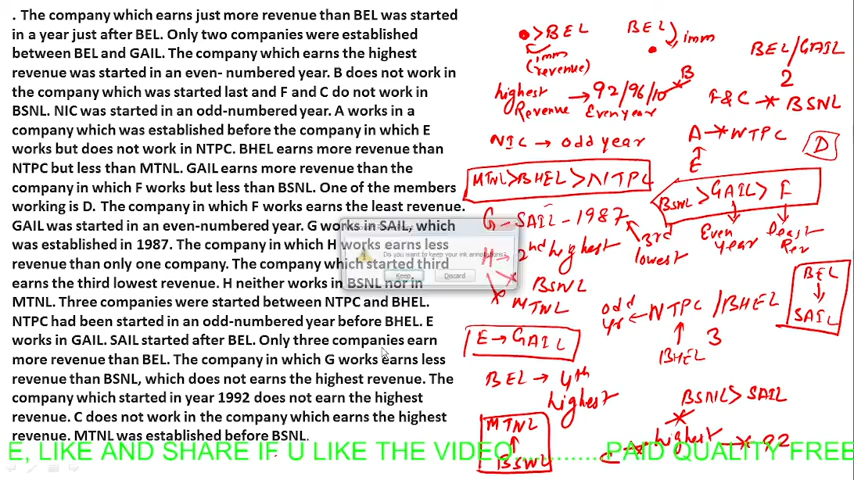 . The company which earns just more revenue than BEL was started
in a year just after BEL. Only two companies were established
between BEL and GAIL. The company which earns the highest
revenue was started in an even- numbered year. B does not work in
the company which was started last and F and C do not work in
BSNL. NIC was started in an odd-numbered year. A works in a
company which was established before the company in which E
works but does not work in NTPC. BHEL earns more revenue than
NTPC but less than MTNL. GAIL earns more revenue than the
company in which F works but less than BSNL. One of the members
working is D. The company in which F works earns the least revenue.
GAIL was started in an even-numbered year. G works in SAIL, which
was established in 1987. The company in which H works earns less
revenue than only one company. The company which started third
earns the third lowest revenue. H neither works in BSNL nor in
MTNL. Three companies were started between NTPC and BHEL.
NTPC had been started in an odd-numbered year before BHEL. E
works in GAIL. SAIL started after BEL. Only three companies earn
more revenue than BEL. The company in which G works earns less
revenue than BSNL, which does not earns the highest revenue. The
company which started in year 1992 does not earn the highest
revenue. C does not work in the company which earns the highest
revenue. MTNL was established before BSNL.
> BEL
imm
(revenue)
BEL
imm
BEL/GAIL
2
highest
Revenue → 92/96/10
Even year
B
F&C → BSNL
NIC → odd year
A → NTPC
E
D
MTNL > BHEL > NTPC
BSNL > GAIL > F
Even
year
least
Rev
G - SAIL - 1987
3rd
lowest
H → 2nd highest
BSNL
MTNL
BEL
↓
SAIL
odd
yr ← NTPC / BHEL
↑
BHEL
3
E → GAIL
BEL → 4th
highest
BSNL > SAIL
highest → 92
MTNL
↑
BSNL
C
Do you want to keep your ink annotations?
Keep
Discard
E, LIKE AND SHARE IF U LIKE THE VIDEO............PAID QUALITY FREE